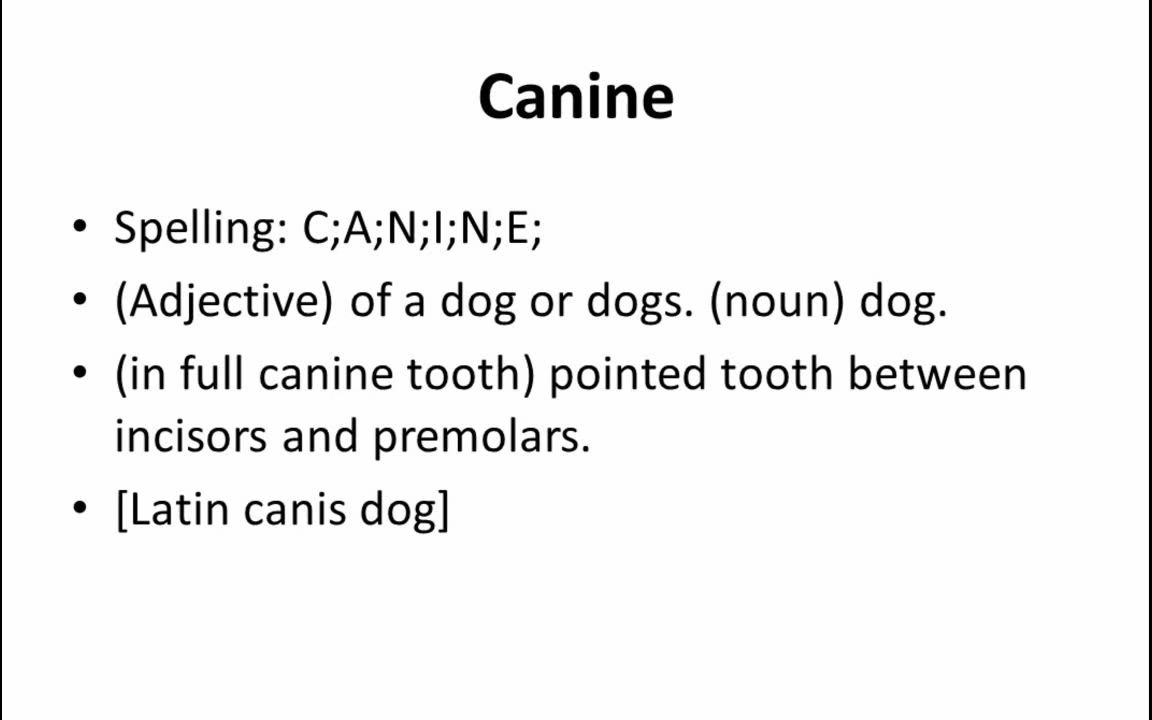 Canine
• Spelling: C;A;N;I;N;E;
• (Adjective) of a dog or dogs. (noun) dog.
• (in full canine tooth) pointed tooth between
incisors and premolars.
• [Latin canis dog]